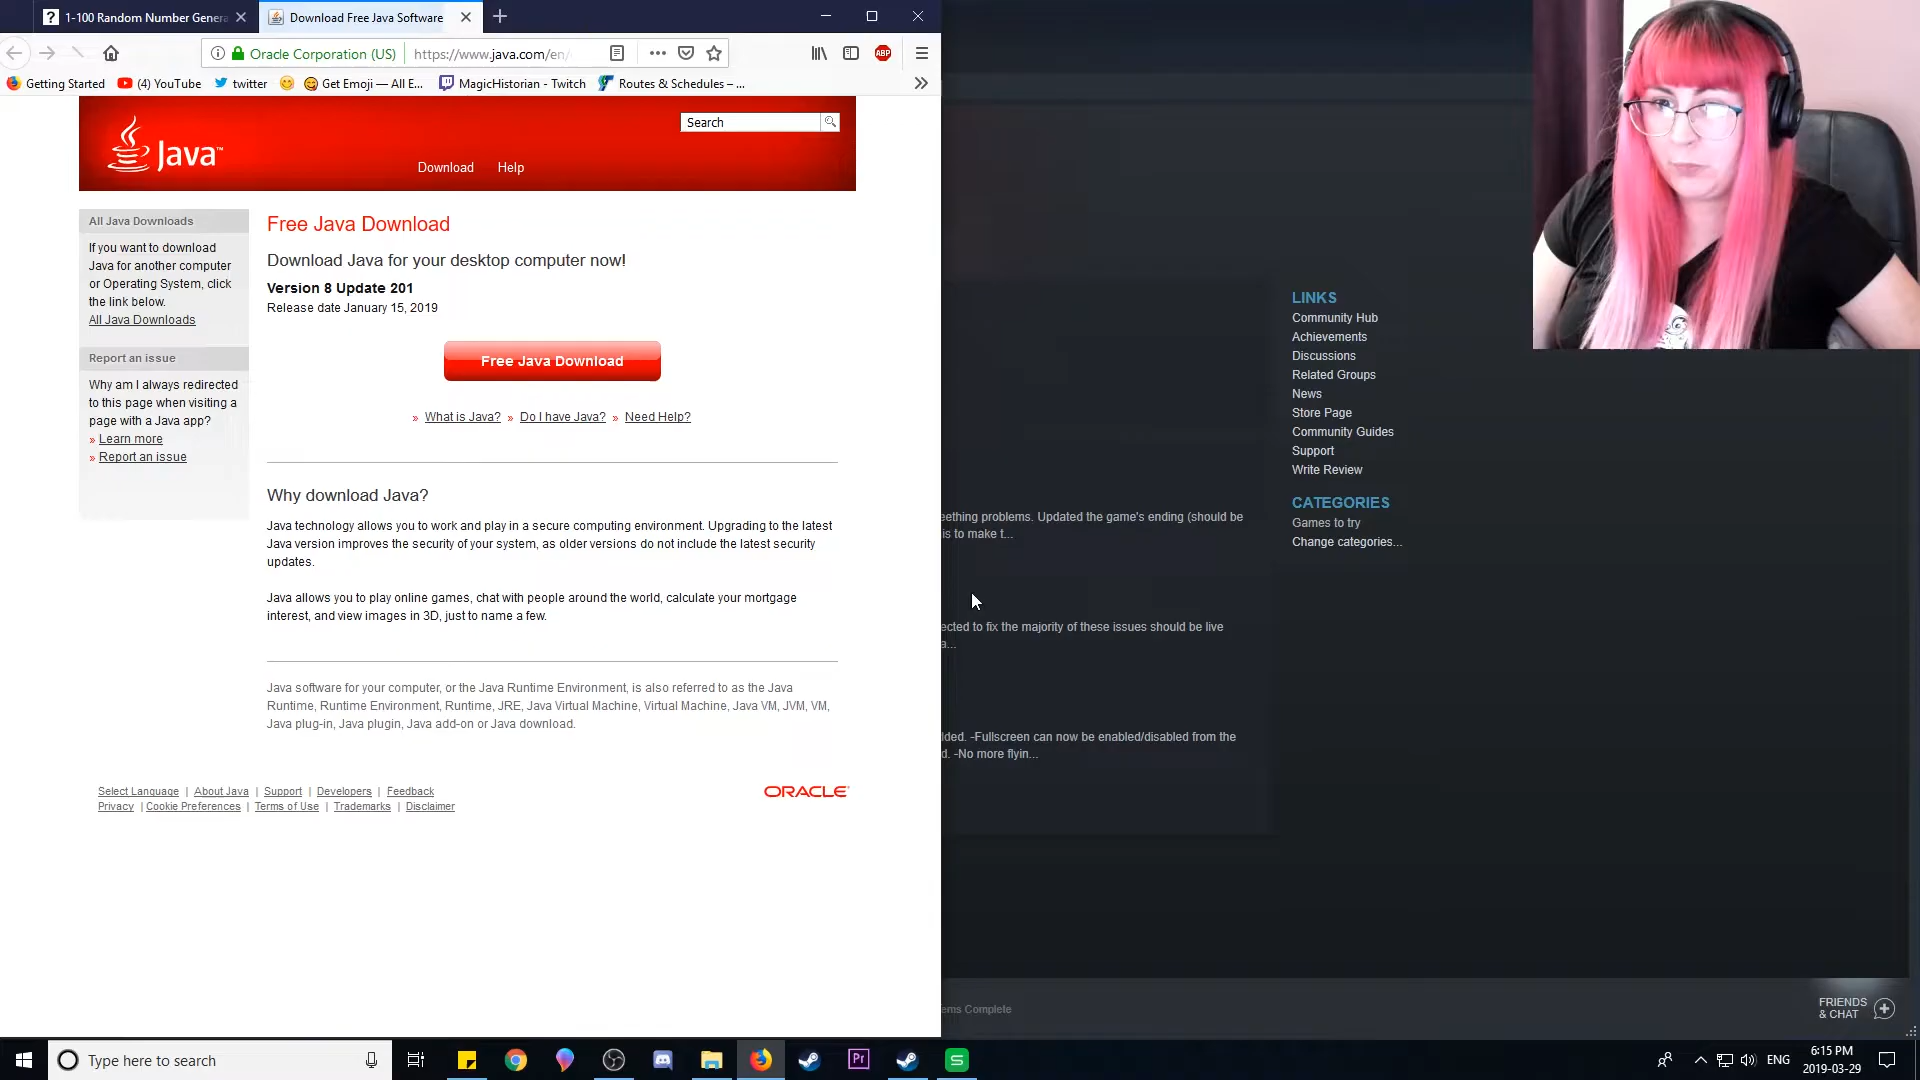 1-100 Random Number Genera
Download Free Java Software
Oracle Corporation (US)
https://www.java.com/en/
ABP
Getting Started
(4) YouTube
twitter
Get Emoji — All E...
MagicHistorian - Twitch
Routes & Schedules – ...
Java™
Search
Download
Help
All Java Downloads
If you want to download
Java for another computer
or Operating System, click
the link below.
All Java Downloads
Report an issue
Why am I always redirected
to this page when visiting a
page with a Java app?
» Learn more
» Report an issue
Free Java Download
Download Java for your desktop computer now!
Version 8 Update 201
Release date January 15, 2019
Free Java Download
» What is Java? » Do I have Java? » Need Help?
Why download Java?
Java technology allows you to work and play in a secure computing environment. Upgrading to the latest
Java version improves the security of your system, as older versions do not include the latest security
updates.
Java allows you to play online games, chat with people around the world, calculate your mortgage
interest, and view images in 3D, just to name a few.
Java software for your computer, or the Java Runtime Environment, is also referred to as the Java
Runtime, Runtime Environment, Runtime, JRE, Java Virtual Machine, Virtual Machine, Java VM, JVM, VM,
Java plug-in, Java plugin, Java add-on or Java download.
Select Language | About Java | Support | Developers | Feedback
Privacy | Cookie Preferences | Terms of Use | Trademarks | Disclaimer
ORACLE
LINKS
Community Hub
Achievements
Discussions
Related Groups
News
Store Page
Community Guides
Support
Write Review
CATEGORIES
Games to try
Change categories...
eething problems. Updated the game's ending (should be
is to make t...
ected to fix the majority of these issues should be live
a...
dded. -Fullscreen can now be enabled/disabled from the
d. -No more flyin...
ems Complete
FRIENDS
& CHAT
Type here to search
Pr
S
ENG
6:15 PM
2019-03-29